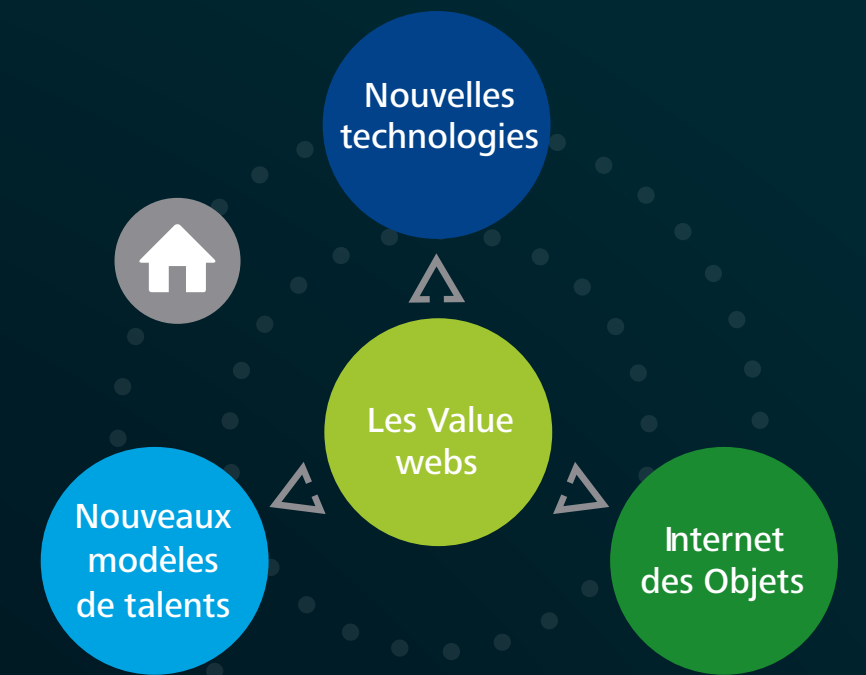 Nouvelles
technologies
Les Value
webs
Nouveaux
modèles
de talents
Internet
des Objets